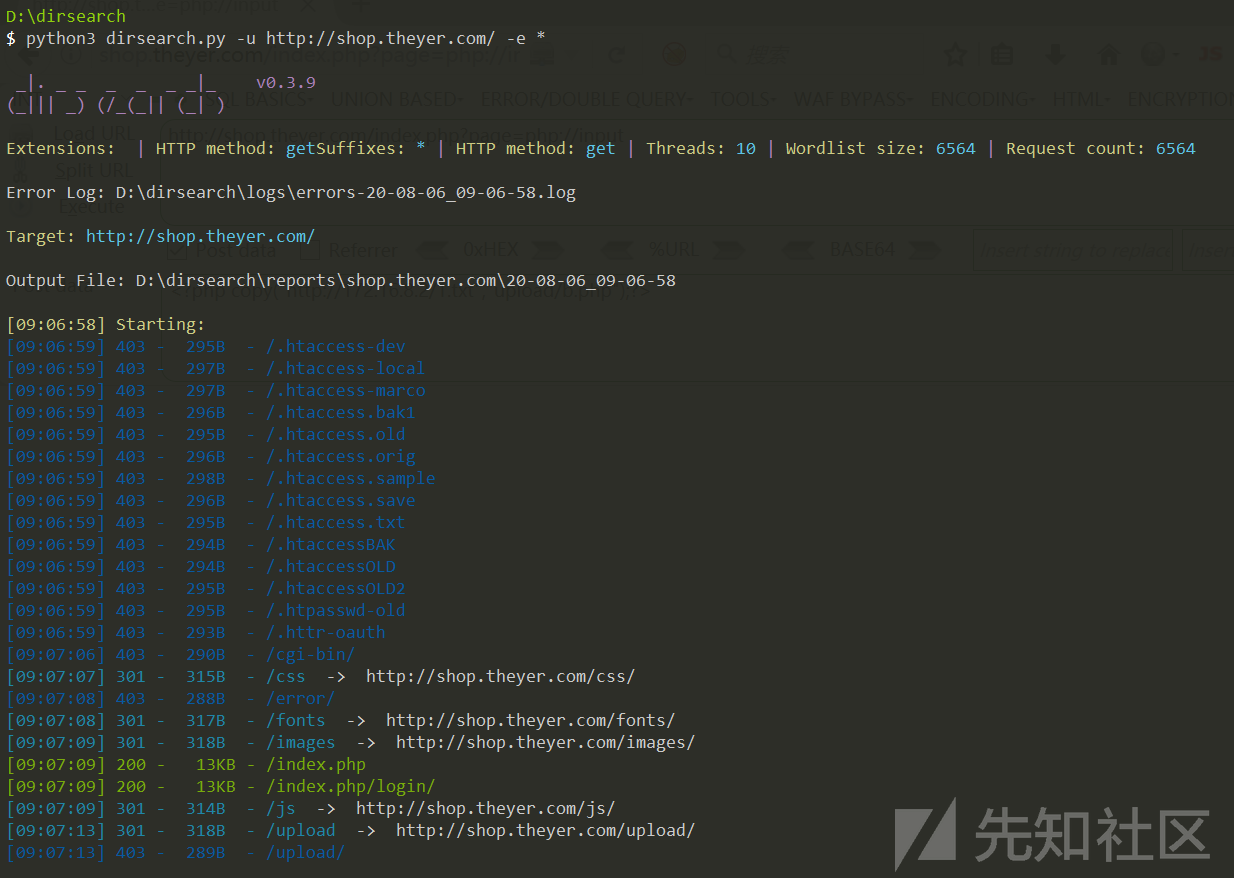 D:\dirsearch
$ python3 dirsearch.py -u http://shop.theyer.com/ -e *
_|. _ _  _  _  _ _|_    v0.3.9
(_||| _) (/_(_|| (_| )
Extensions:  | HTTP method: getSuffixes: * | HTTP method: get | Threads: 10 | Wordlist size: 6564 | Request count: 6564
Error Log: D:\dirsearch\logs\errors-20-08-06_09-06-58.log
Target: http://shop.theyer.com/
Output File: D:\dirsearch\reports\shop.theyer.com\20-08-06_09-06-58
[09:06:58] Starting:
[09:06:59] 403 -  295B  - /.htaccess-dev
[09:06:59] 403 -  297B  - /.htaccess-local
[09:06:59] 403 -  297B  - /.htaccess-marco
[09:06:59] 403 -  296B  - /.htaccess.bak1
[09:06:59] 403 -  295B  - /.htaccess.old
[09:06:59] 403 -  296B  - /.htaccess.orig
[09:06:59] 403 -  298B  - /.htaccess.sample
[09:06:59] 403 -  296B  - /.htaccess.save
[09:06:59] 403 -  295B  - /.htaccess.txt
[09:06:59] 403 -  294B  - /.htaccessBAK
[09:06:59] 403 -  294B  - /.htaccessOLD
[09:06:59] 403 -  295B  - /.htaccessOLD2
[09:06:59] 403 -  295B  - /.htpasswd-old
[09:06:59] 403 -  293B  - /.httr-oauth
[09:07:06] 403 -  290B  - /cgi-bin/
[09:07:07] 301 -  315B  - /css  ->  http://shop.theyer.com/css/
[09:07:08] 403 -  288B  - /error/
[09:07:08] 301 -  317B  - /fonts  ->  http://shop.theyer.com/fonts/
[09:07:09] 301 -  318B  - /images  ->  http://shop.theyer.com/images/
[09:07:09] 200 -   13KB - /index.php
[09:07:09] 200 -   13KB - /index.php/login/
[09:07:09] 301 -  314B  - /js  ->  http://shop.theyer.com/js/
[09:07:13] 301 -  318B  - /upload  ->  http://shop.theyer.com/upload/
[09:07:13] 403 -  289B  - /upload/
先知社区